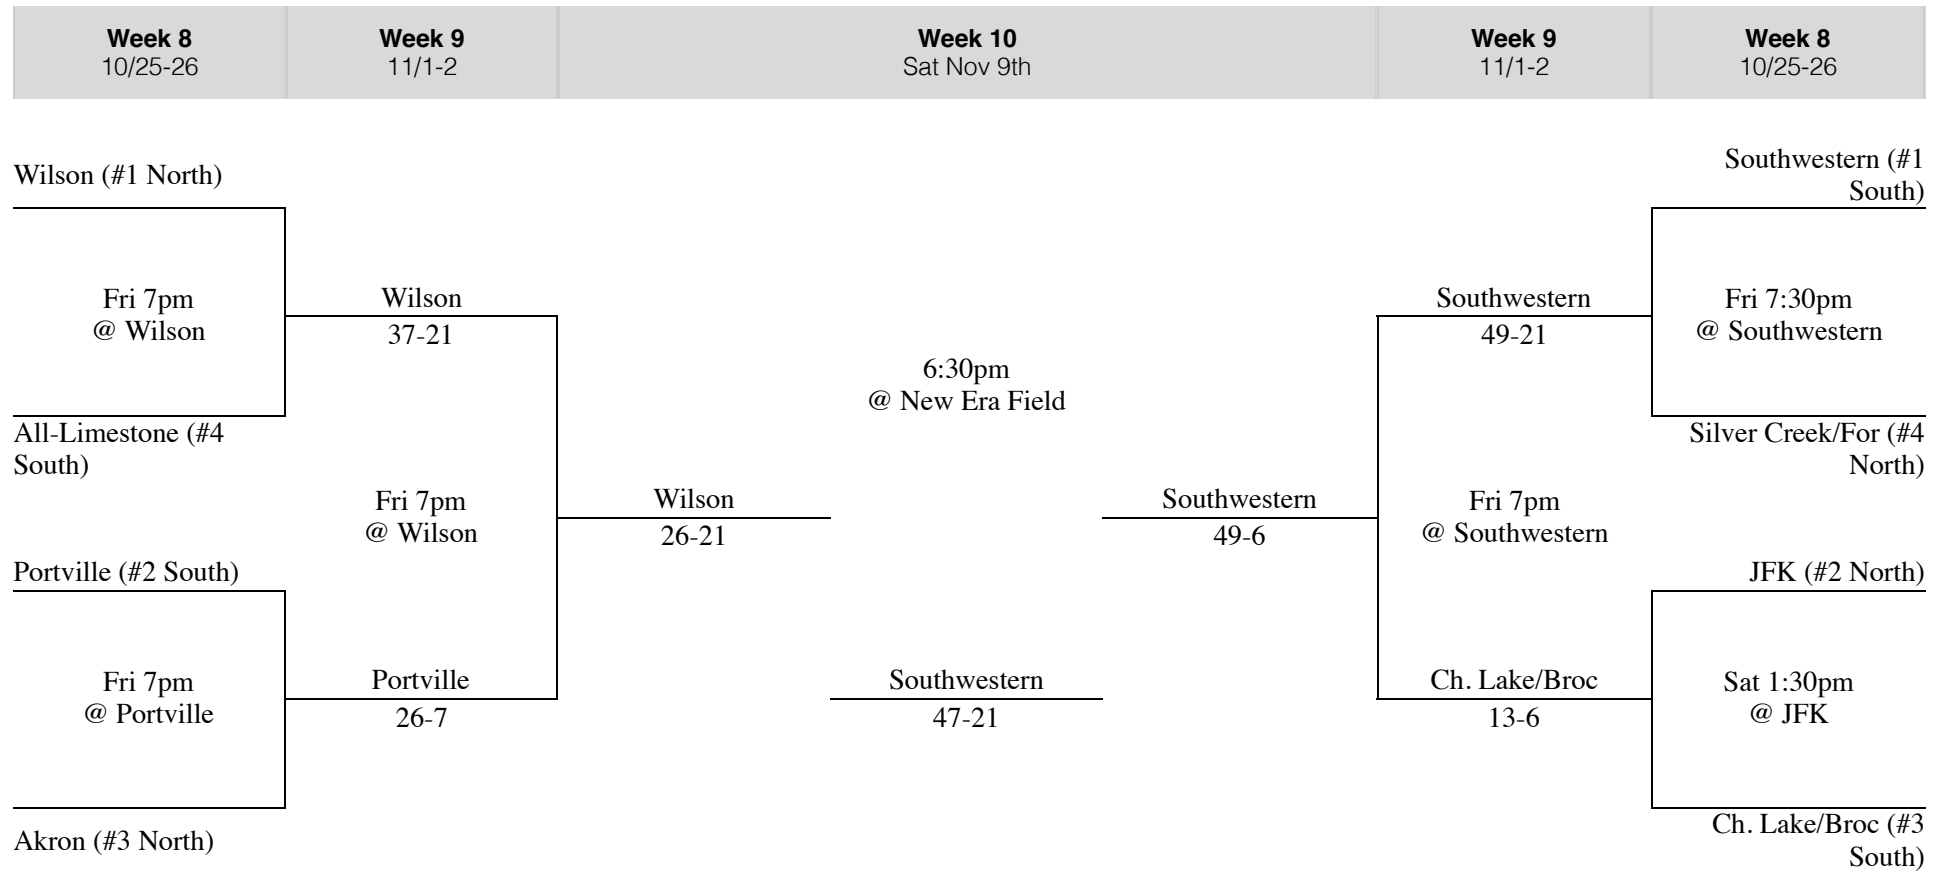 Week 8
10/25-26
Week 9
11/1-2
Week 10
Sat Nov 9th
Week 9
11/1-2
Week 8
10/25-26
Wilson (#1 North)
Fri 7pm
@ Wilson
All-Limestone (#4
South)
Portville (#2 South)
Fri 7pm
@ Portville
Akron (#3 North)
Wilson
37-21
Fri 7pm
@ Wilson
Portville
26-7
Wilson
26-21
6:30pm
@ New Era Field
Southwestern
47-21
Southwestern
49-6
Southwestern
49-21
Fri 7pm
@ Southwestern
Ch. Lake/Broc
13-6
Southwestern (#1
South)
Fri 7:30pm
@ Southwestern
Silver Creek/For (#4
North)
JFK (#2 North)
Sat 1:30pm
@ JFK
Ch. Lake/Broc (#3
South)